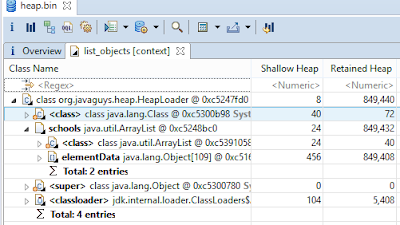 heap.bin
i Overview list_objects [context]
Class Name Shallow Heap Retained Heap
<Regex> <Numeric> <Numeric>
class org.javaguys.heap.HeapLoader @ 0xc5247fd0 8 849,440
<class> class java.lang.Class @ 0xc5300b98 Syste 40 72
schools java.util.ArrayList @ 0xc5248bc0 24 849,432
<class> class java.util.ArrayList @ 0xc5391058 24 40
elementData java.lang.Object[109] @ 0xc516 456 849,408
Σ Total: 2 entries
<super> class java.lang.Object @ 0xc5300780 Syst 0 0
<classloader> jdk.internal.loader.ClassLoaders$ 104 5,408
Σ Total: 4 entries